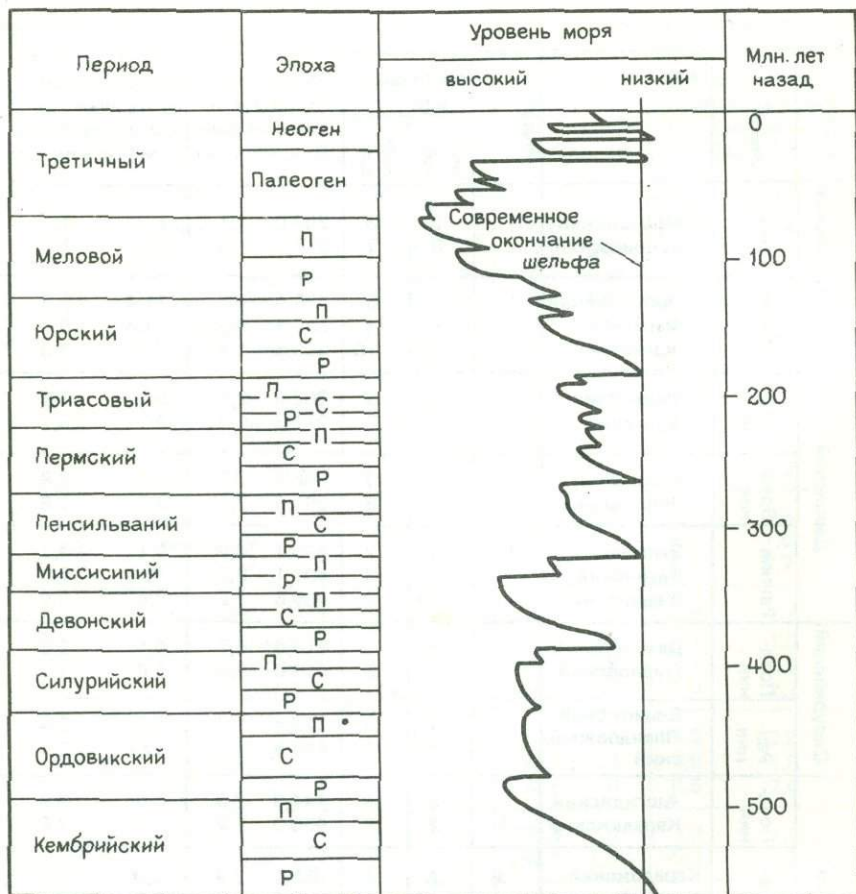 Период
Эпоха
Уровень моря
высокий
низкий
Млн. лет
назад
Третичный
Неоген
Палеоген
Меловой
П
Р
Юрский
П
С
Р
Триасовый
П
С
Р
Пермский
П
С
Р
Пенсильваний
П
С
Р
Миссисипий
П
Р
Девонский
П
С
Р
Силурийский
П
С
Р
Ордовикский
П
С
Р
Кембрийский
П
С
Р
Современное
окончание
шельфа
0
100
200
300
400
500